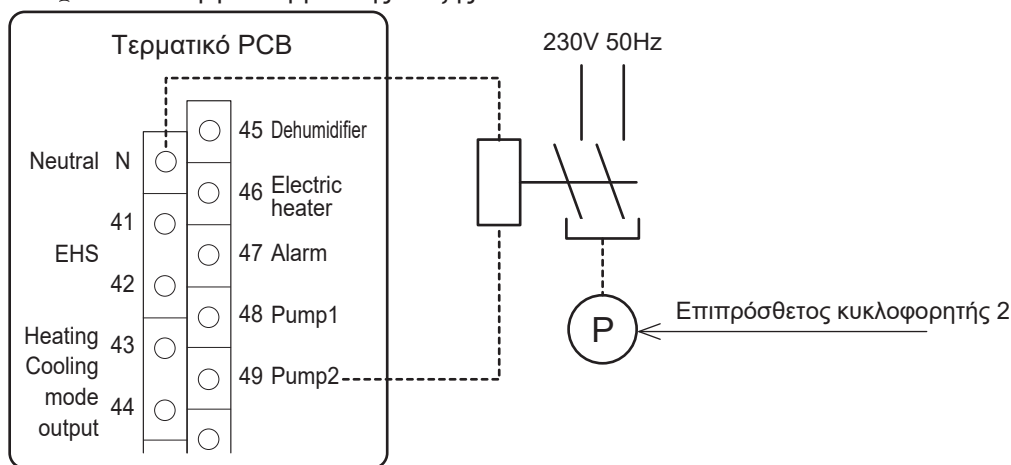 Τερματικό PCB
230V 50Hz
Neutral N
45 Dehumidifier
46 Electric
heater
41
EHS
47 Alarm
42
48 Pump1
Heating
Cooling
mode
output
43
49 Pump2
44
P
Επιπρόσθετος κυκλοφορητής 2